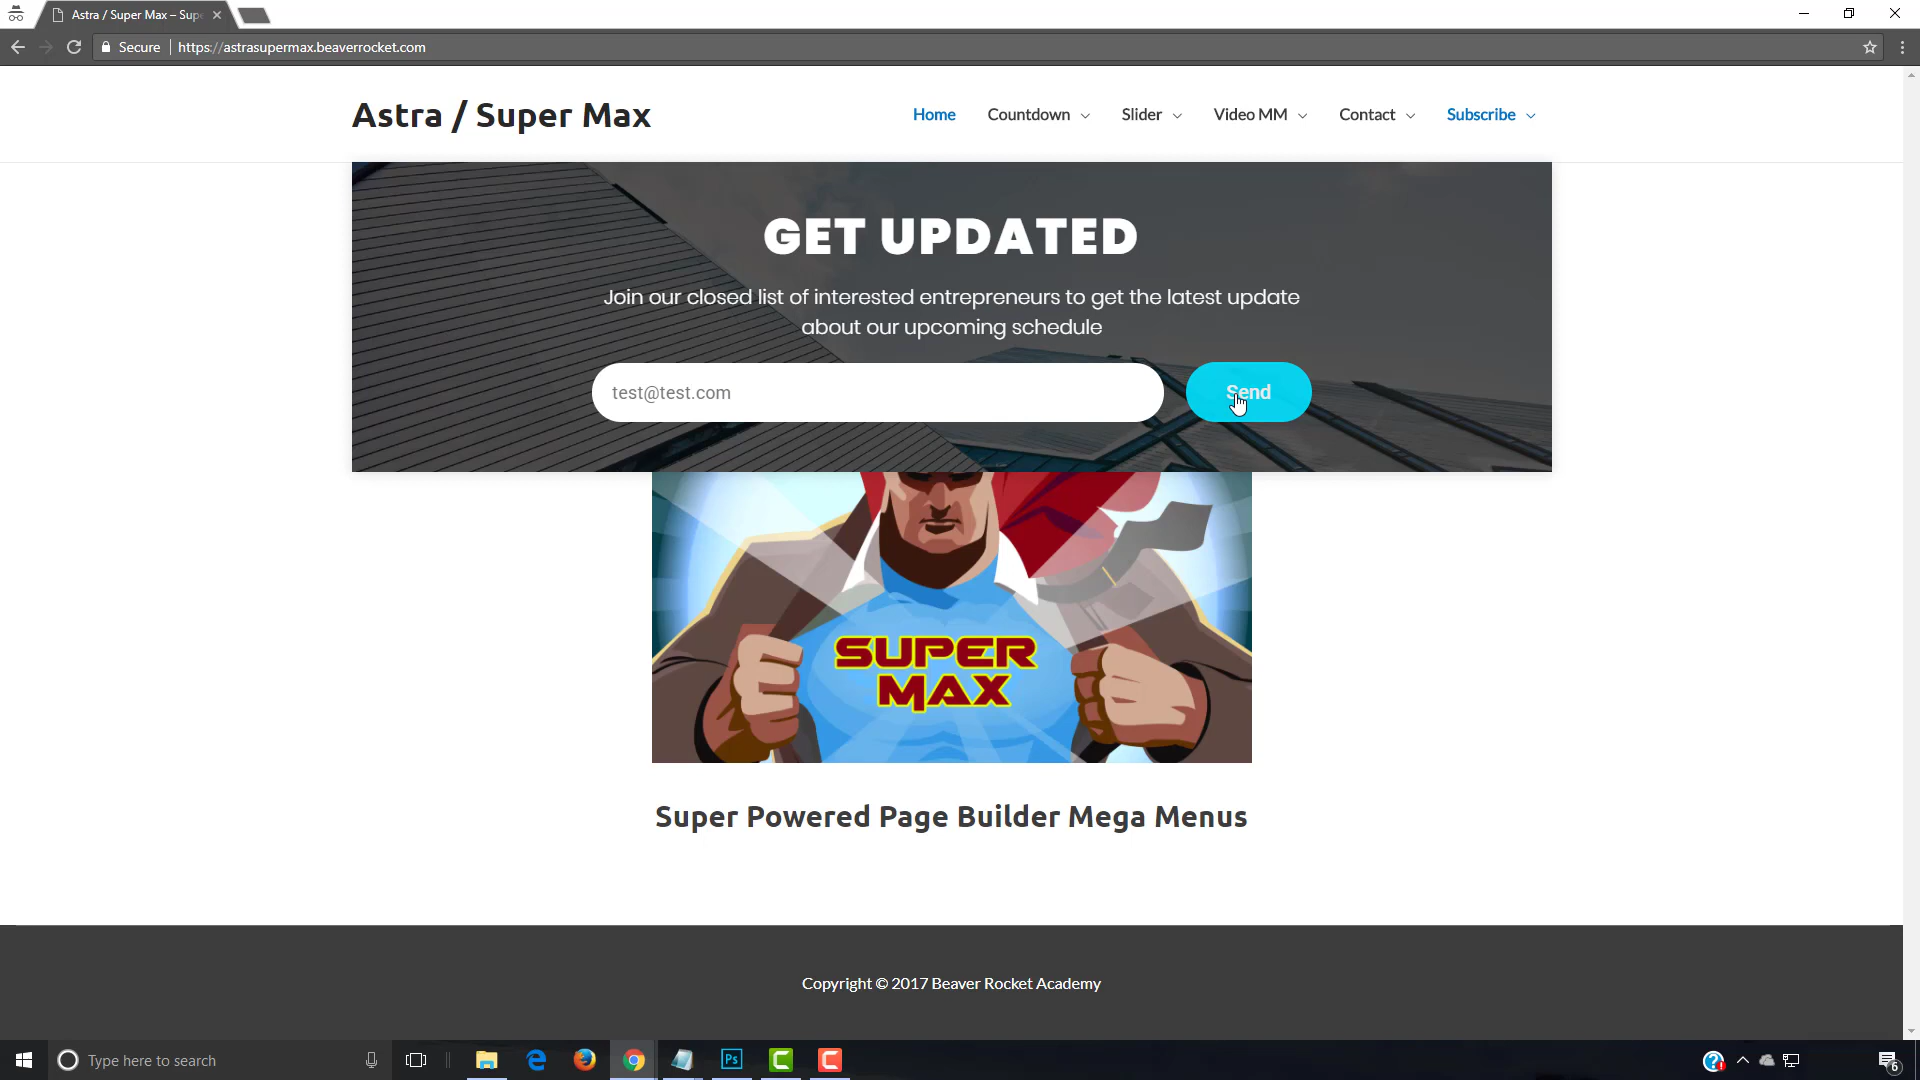 Astra / Super Max – Sup
Secure
https://astrasupermax.beaverrocket.com
Astra / Super Max
Home
Countdown
Slider
Video MM
Contact
Subscribe
GET UPDATED
Join our closed list of interested entrepreneurs to get the latest update
about our upcoming schedule
test@test.com
Send
SUPER
MAX
Super Powered Page Builder Mega Menus
Copyright © 2017 Beaver Rocket Academy
Type here to search
Ps
6